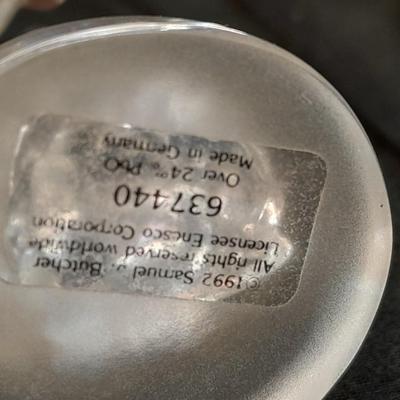 ©1992 Samuel J. Butcher
All rights reserved worldwide
Licensee Enesco Corporation
637440
Over 24% PbO
Made in Germany